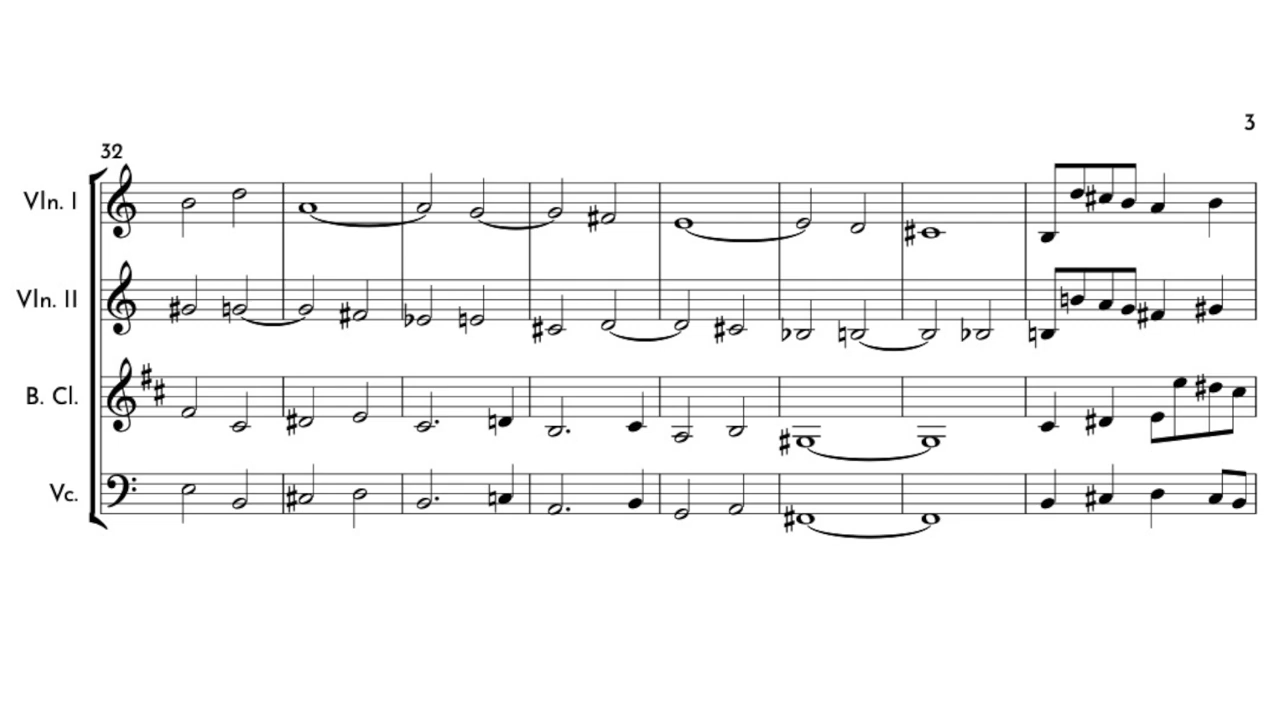 3
32
Vln. I
Vln. II
B. Cl.
Vc.